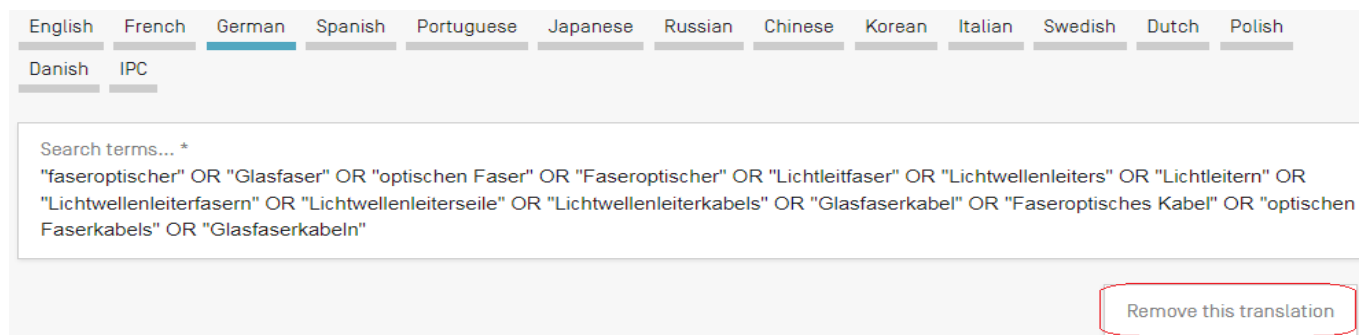 English French German Spanish Portuguese Japanese Russian Chinese Korean Italian Swedish Dutch Polish
Danish IPC
Search terms... *
"faseroptischer" OR "Glasfaser" OR "optischen Faser" OR "Faseroptischer" OR "Lichtleitfaser" OR "Lichtwellenleiters" OR "Lichtleitern" OR
"Lichtwellenleiterfasern" OR "Lichtwellenleiterseile" OR "Lichtwellenleiterkabels" OR "Glasfaserkabel" OR "Faseroptisches Kabel" OR "optischen
Faserkabels" OR "Glasfaserkabeln"
Remove this translation